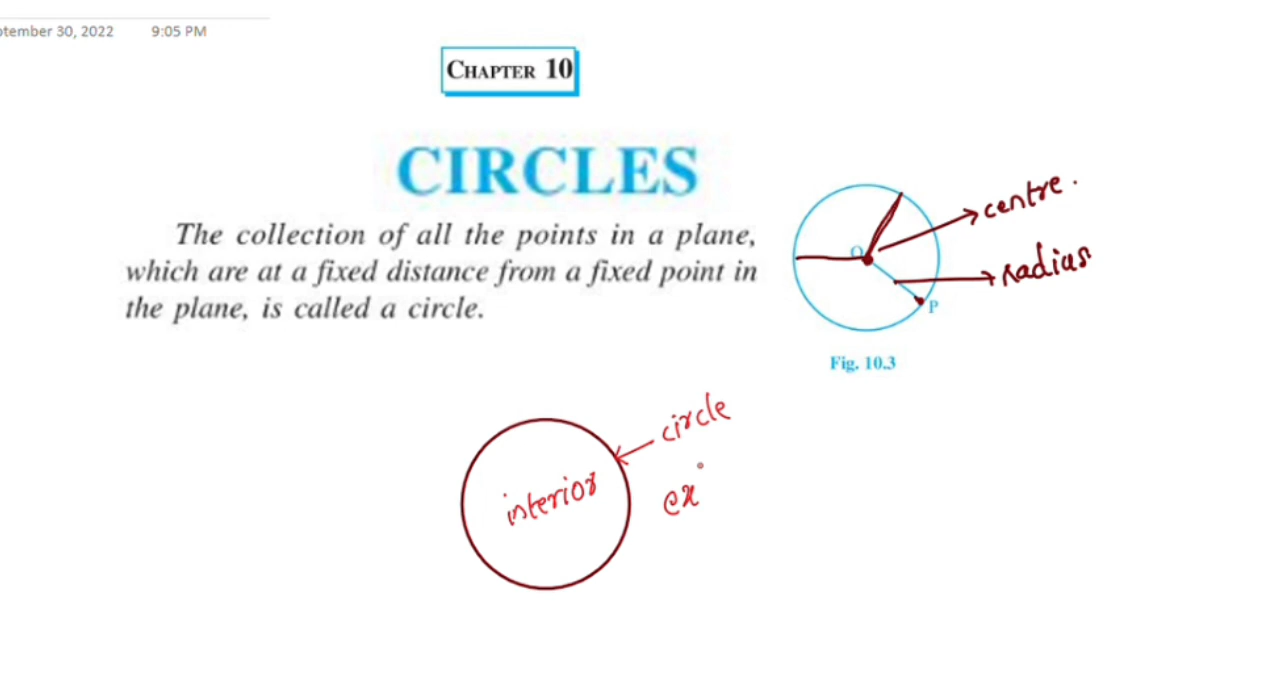 ptember 30, 2022 9:05 PM
CHAPTER 10
CIRCLES
The collection of all the points in a plane,
which are at a fixed distance from a fixed point in
the plane, is called a circle.
centre.
O
radius
P
Fig. 10.3
circle
interior
ex